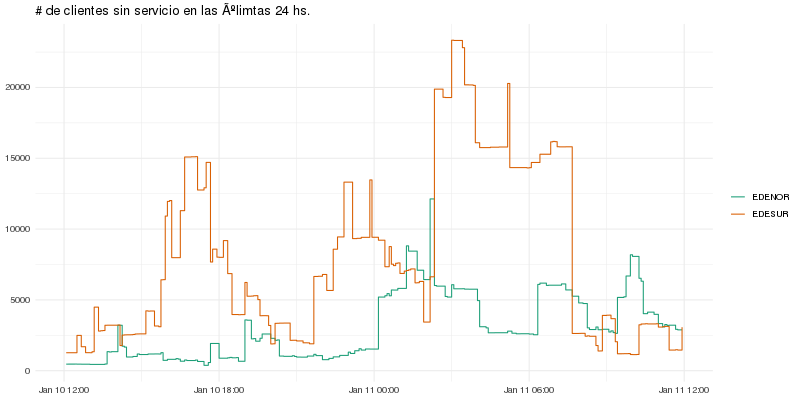 # de clientes sin servicio en las Ãºlimtas 24 hs.
20000
15000
10000
5000
0
Jan 10 12:00
Jan 10 18:00
Jan 11 00:00
Jan 11 06:00
Jan 11 12:00
EDENOR
EDESUR